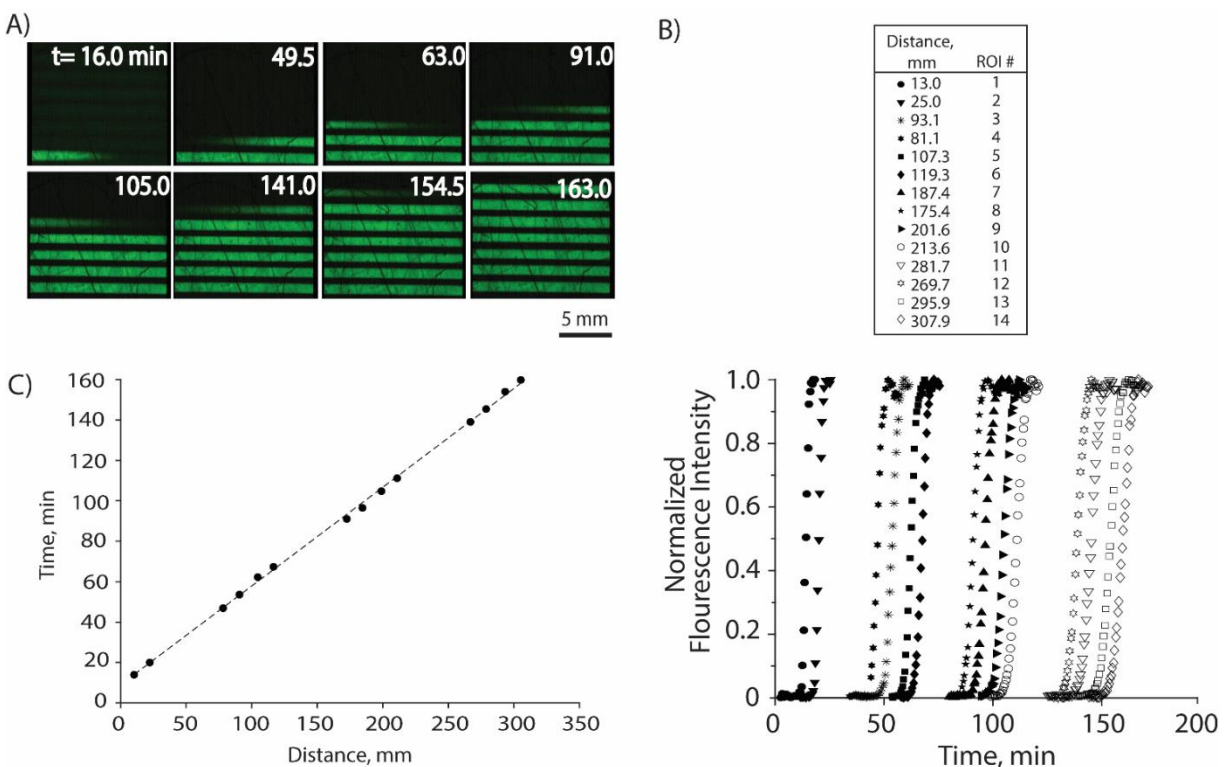 A)
t= 16.0 min
49.5
63.0
91.0
105.0
141.0
154.5
163.0
5 mm
B)
Distance, mm ROI #
13.0 1
25.0 2
93.1 3
81.1 4
107.3 5
119.3 6
187.4 7
175.4 8
201.6 9
213.6 10
281.7 11
269.7 12
295.9 13
307.9 14
Normalized
Flourescence Intensity
1.0
0.8
0.6
0.4
0.2
0
0 50 100 150 200
Time, min
C)
Time, min
160
140
120
100
80
60
40
20
0
0 50 100 150 200 250 300 350
Distance, mm